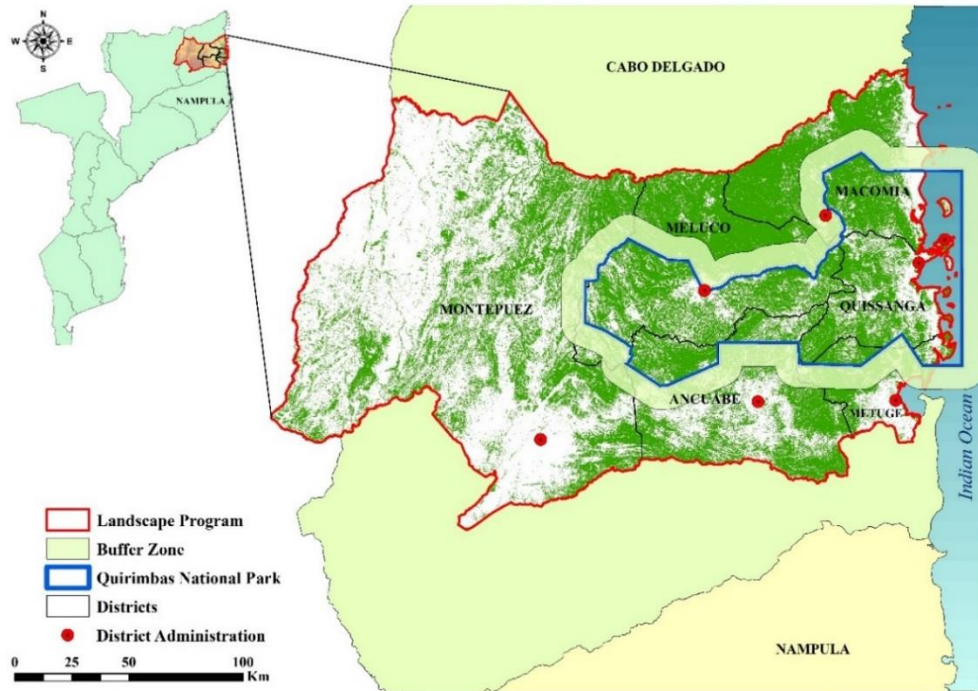 N
W
E
S
NAMPULA
CABO DELGADO
MACOMIA
MELUCO
MONTEPUEZ
QUISSANGA
ANCUABE
METUGE
Indian Ocean
NAMPULA
Landscape Program
Buffer Zone
Quirimbas National Park
Districts
District Administration
0 25 50 100
Km